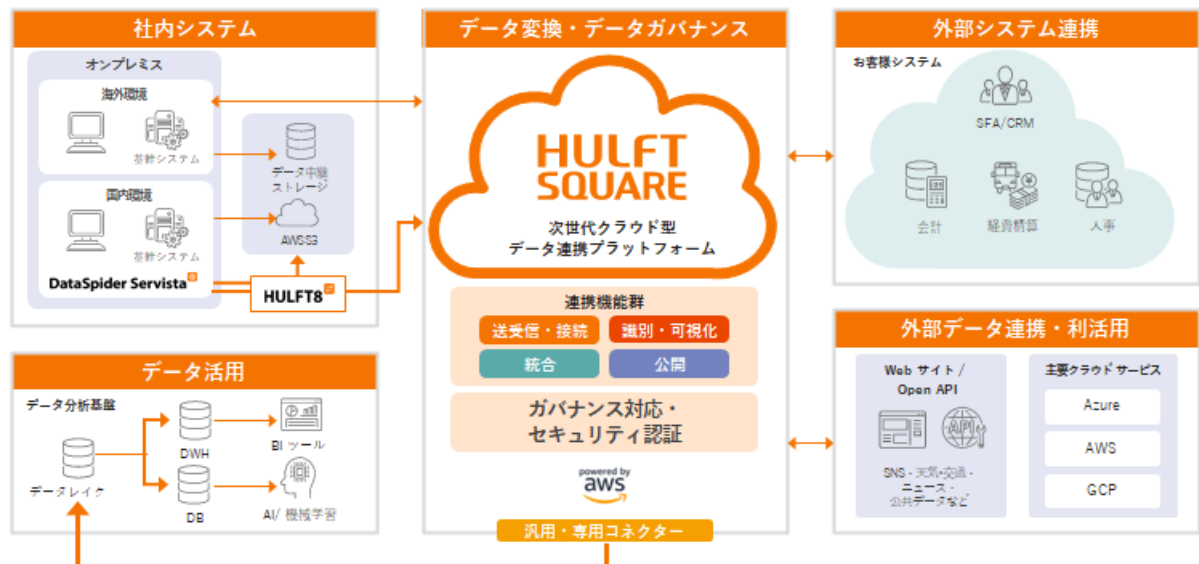 社内システム
オンプレミス
海外環境
基幹システム
国内環境
基幹システム
DataSpider Servista
データ中継
ストレージ
AWSS3
HULFT8
データ活用
データ分析基盤
データレイク
DWH
DB
BI ツール
AI/ 機械学習
データ変換・データガバナンス
HULFT
SQUARE
次世代クラウド型
データ連携プラットフォーム
連携機能群
送受信・接続
識別・可視化
統合
公開
ガバナンス対応・
セキュリティ認証
powered by
aws
汎用・専用コネクター
外部システム連携
お客様システム
SFA/CRM
会計
経費精算
人事
外部データ連携・利活用
Web サイト /
Open API
API
SNS・天気・交通・
ニュース・
公共データなど
主要クラウド サービス
Azure
AWS
GCP